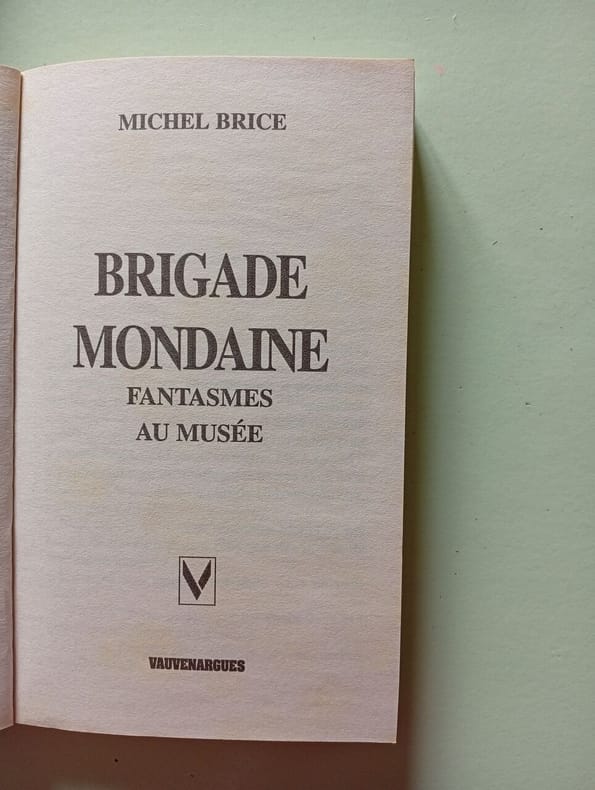 MICHEL BRICE
BRIGADE
MONDAINE
FANTASMES
AU MUSÉE
V
VAUVENARGUES